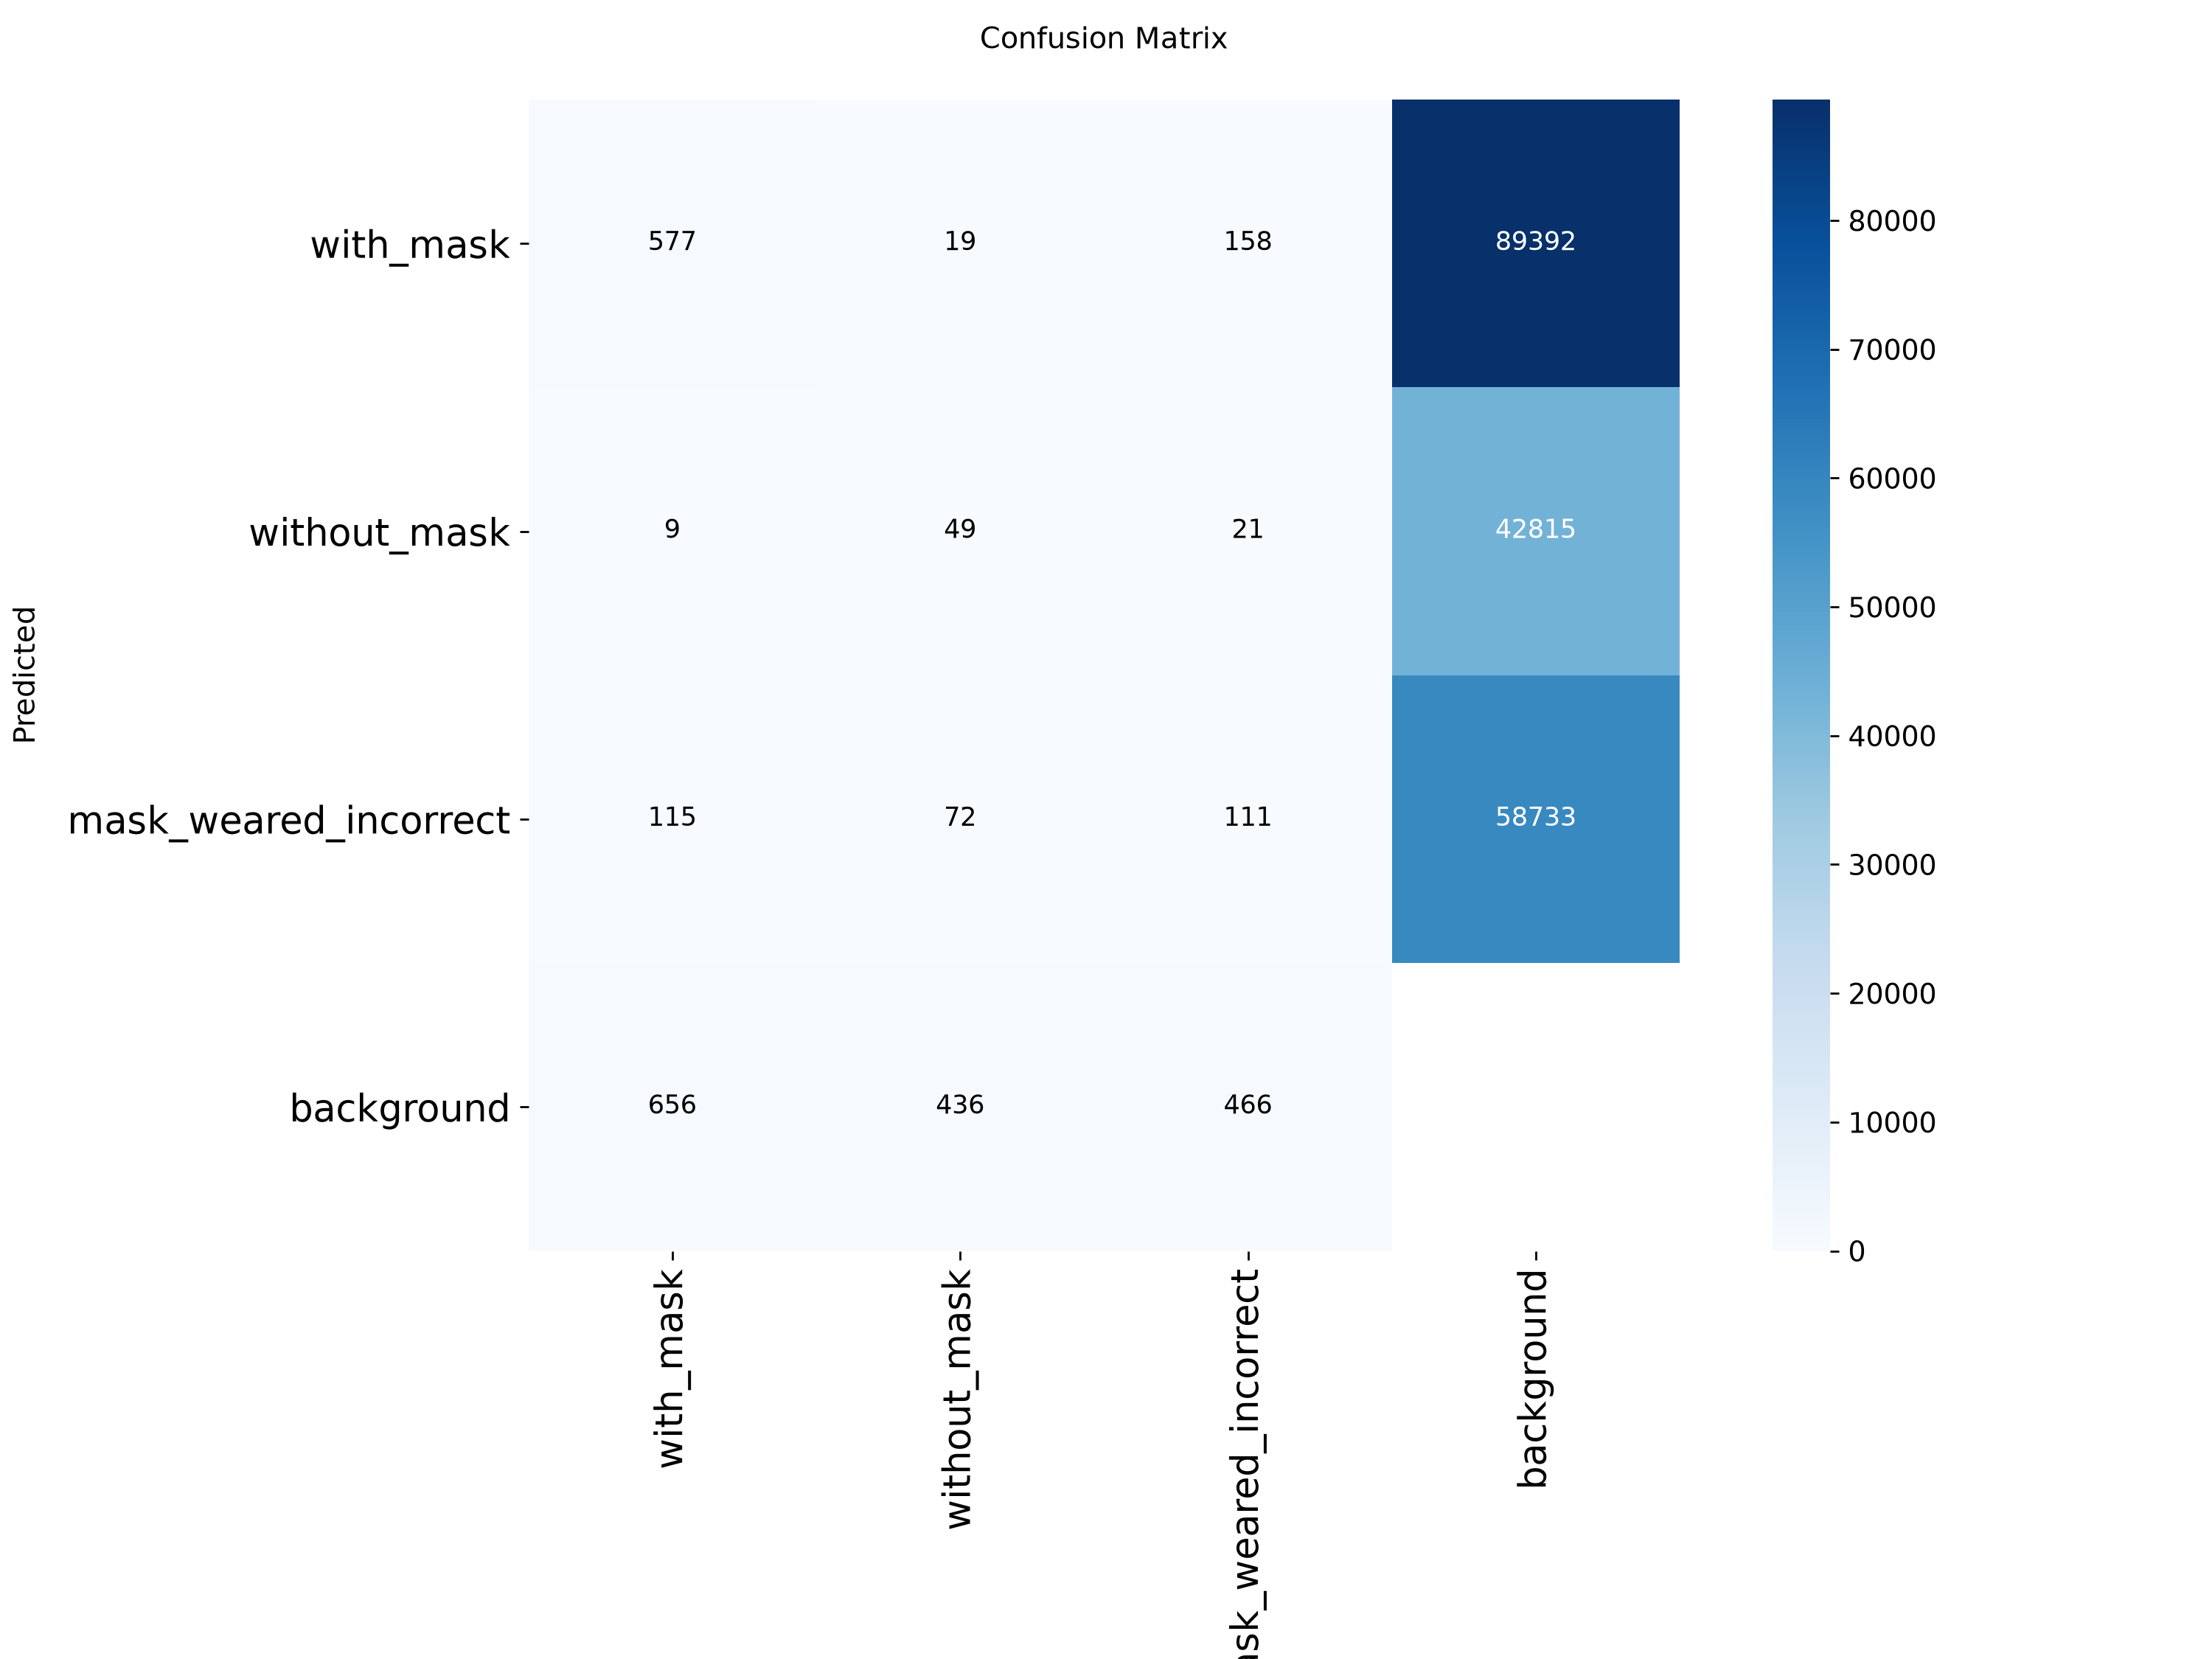 Confusion Matrix
with_mask 577 19 158 89392
without_mask 9 49 21 42815
mask_weared_incorrect 115 72 111 58733
background 656 436 466
Predicted
with_mask
without_mask
ask_weared_incorrect
background
80000
70000
60000
50000
40000
30000
20000
10000
0